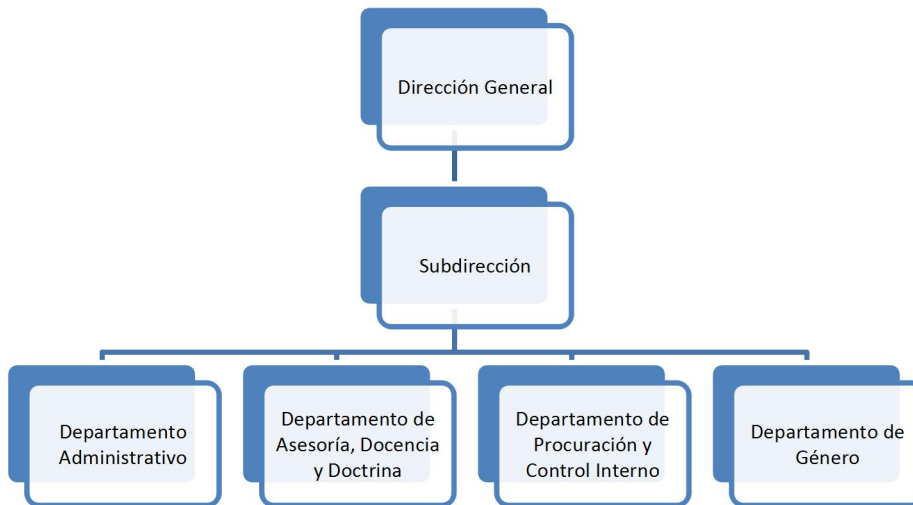 Dirección General
Subdirección
Departamento
Administrativo
Departamento de
Asesoría, Docencia
y Doctrina
Departamento de
Procuración y
Control Interno
Departamento de
Género